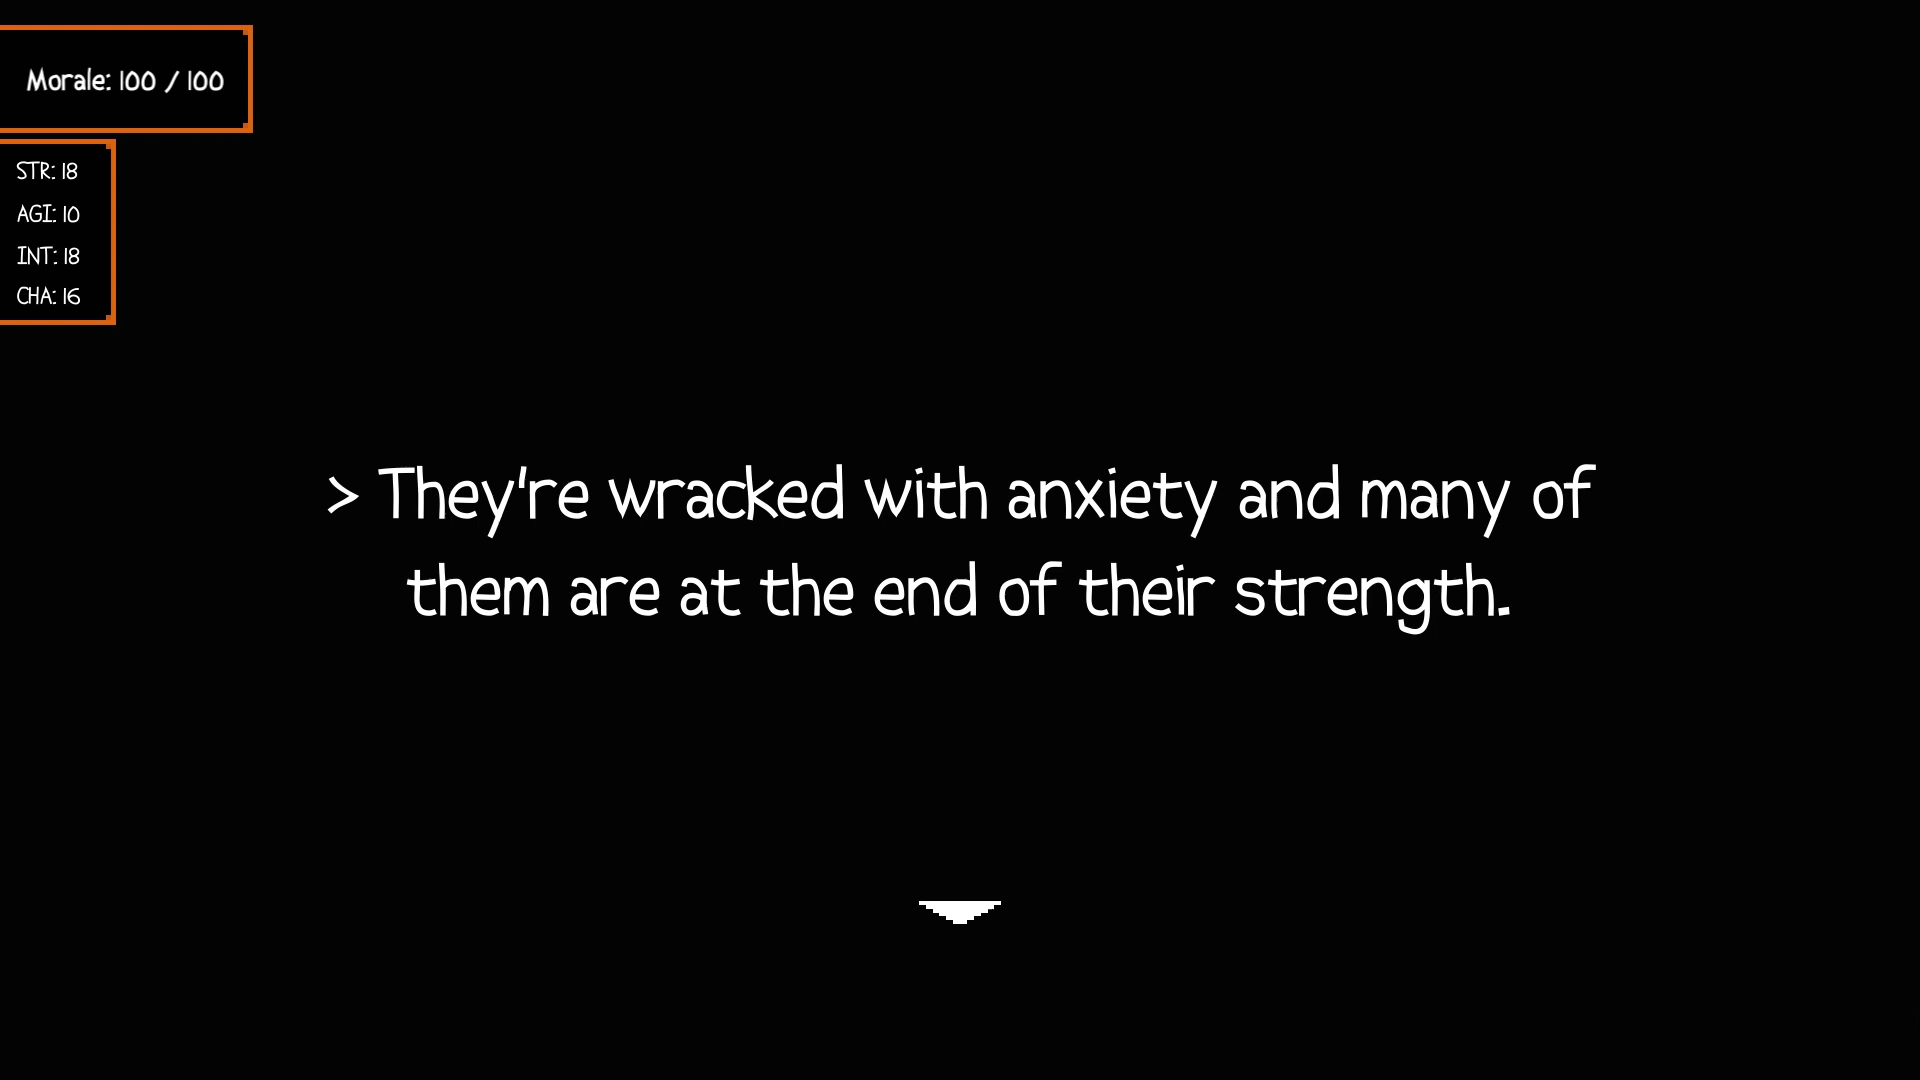 Morale: 100 / 100
STR: 18
AGI: 10
INT: 18
CHA: 16
> They're wracked with anxiety and many of
them are at the end of their strength.